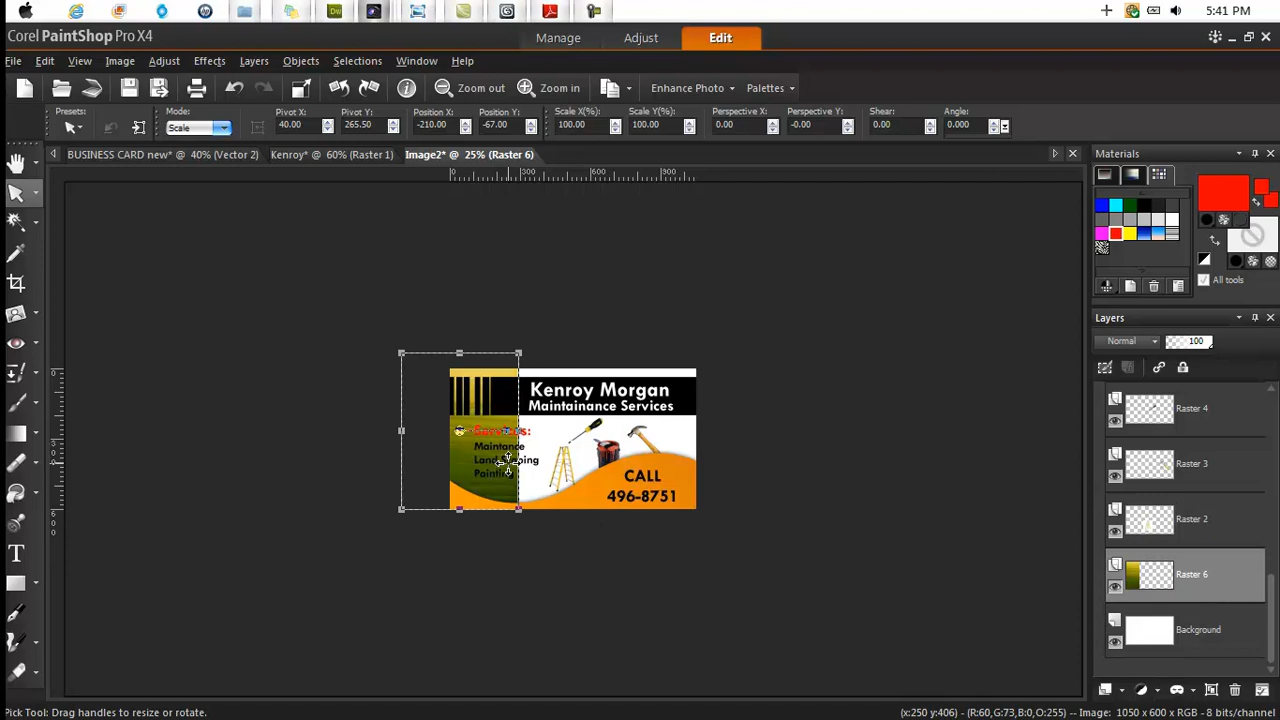 5:41 PM
Corel PaintShop Pro X4
Manage
Adjust
Edit
File Edit View Image Adjust Effects Layers Objects Selections Window Help
Zoom out
Zoom in
Enhance Photo
Palettes
Presets:
Mode:
Pivot X:
Pivot Y:
Position X:
Position Y:
Scale X(%):
Scale Y(%):
Perspective X:
Perspective Y:
Shear:
Angle:
Scale
40.00
265.50
-210.00
-67.00
100.00
100.00
0.00
-0.00
0.00
0.000
BUSINESS CARD new* @ 40% (Vector 2)
Kenroy* @ 60% (Raster 1)
Image2* @ 25% (Raster 6)
Materials
0 300 600 900
All tools
Layers
Normal
100
Kenroy Morgan
Maintainance Services
Maintance
Painting
CALL
496-8751
Raster 4
Raster 3
Raster 2
Raster 6
Background
Pick Tool: Drag handles to resize or rotate.
(x:250 y:406) - (R:60,G:73,B:0,O:255) -- Image: 1050 x 600 x RGB - 8 bits/channel